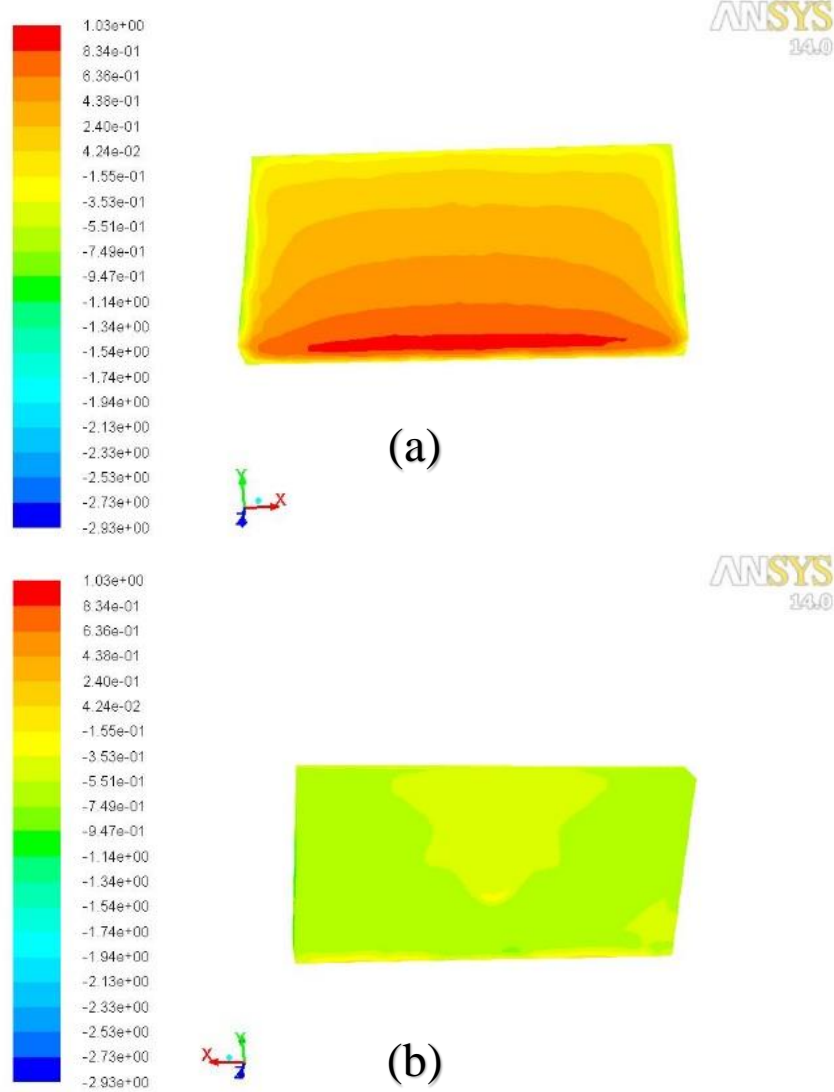 ANSYS
14.0
1.03e+00
8.34e-01
6.36e-01
4.38e-01
2.40e-01
4.24e-02
-1.55e-01
-3.53e-01
-5.51e-01
-7.49e-01
-9.47e-01
-1.14e+00
-1.34e+00
-1.54e+00
-1.74e+00
-1.94e+00
-2.13e+00
-2.33e+00
-2.53e+00
-2.73e+00
-2.93e+00
Y
X
Z
(a)
ANSYS
14.0
1.03e+00
8.34e-01
6.36e-01
4.38e-01
2.40e-01
4.24e-02
-1.55e-01
-3.53e-01
-5.51e-01
-7.49e-01
-9.47e-01
-1.14e+00
-1.34e+00
-1.54e+00
-1.74e+00
-1.94e+00
-2.13e+00
-2.33e+00
-2.53e+00
-2.73e+00
-2.93e+00
Y
X
Z
(b)